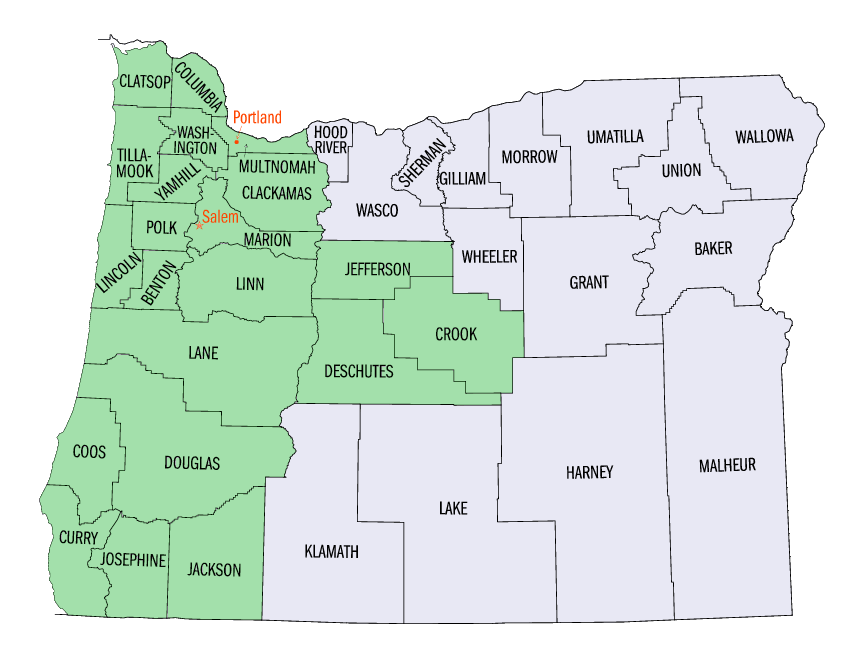 CLATSOP
COLUMBIA
Portland
TILLA-
MOOK
WASH-
INGTON
YAMHILL
MULTNOMAH
CLACKAMAS
HOOD
RIVER
SHERMAN
GILLIAM
MORROW
UMATILLA
UNION
WALLOWA
WASCO
POLK
Salem
MARION
LINCOLN
BENTON
LINN
JEFFERSON
WHEELER
GRANT
BAKER
CROOK
LANE
DESCHUTES
COOS
DOUGLAS
KLAMATH
LAKE
HARNEY
MALHEUR
CURRY
JOSEPHINE
JACKSON